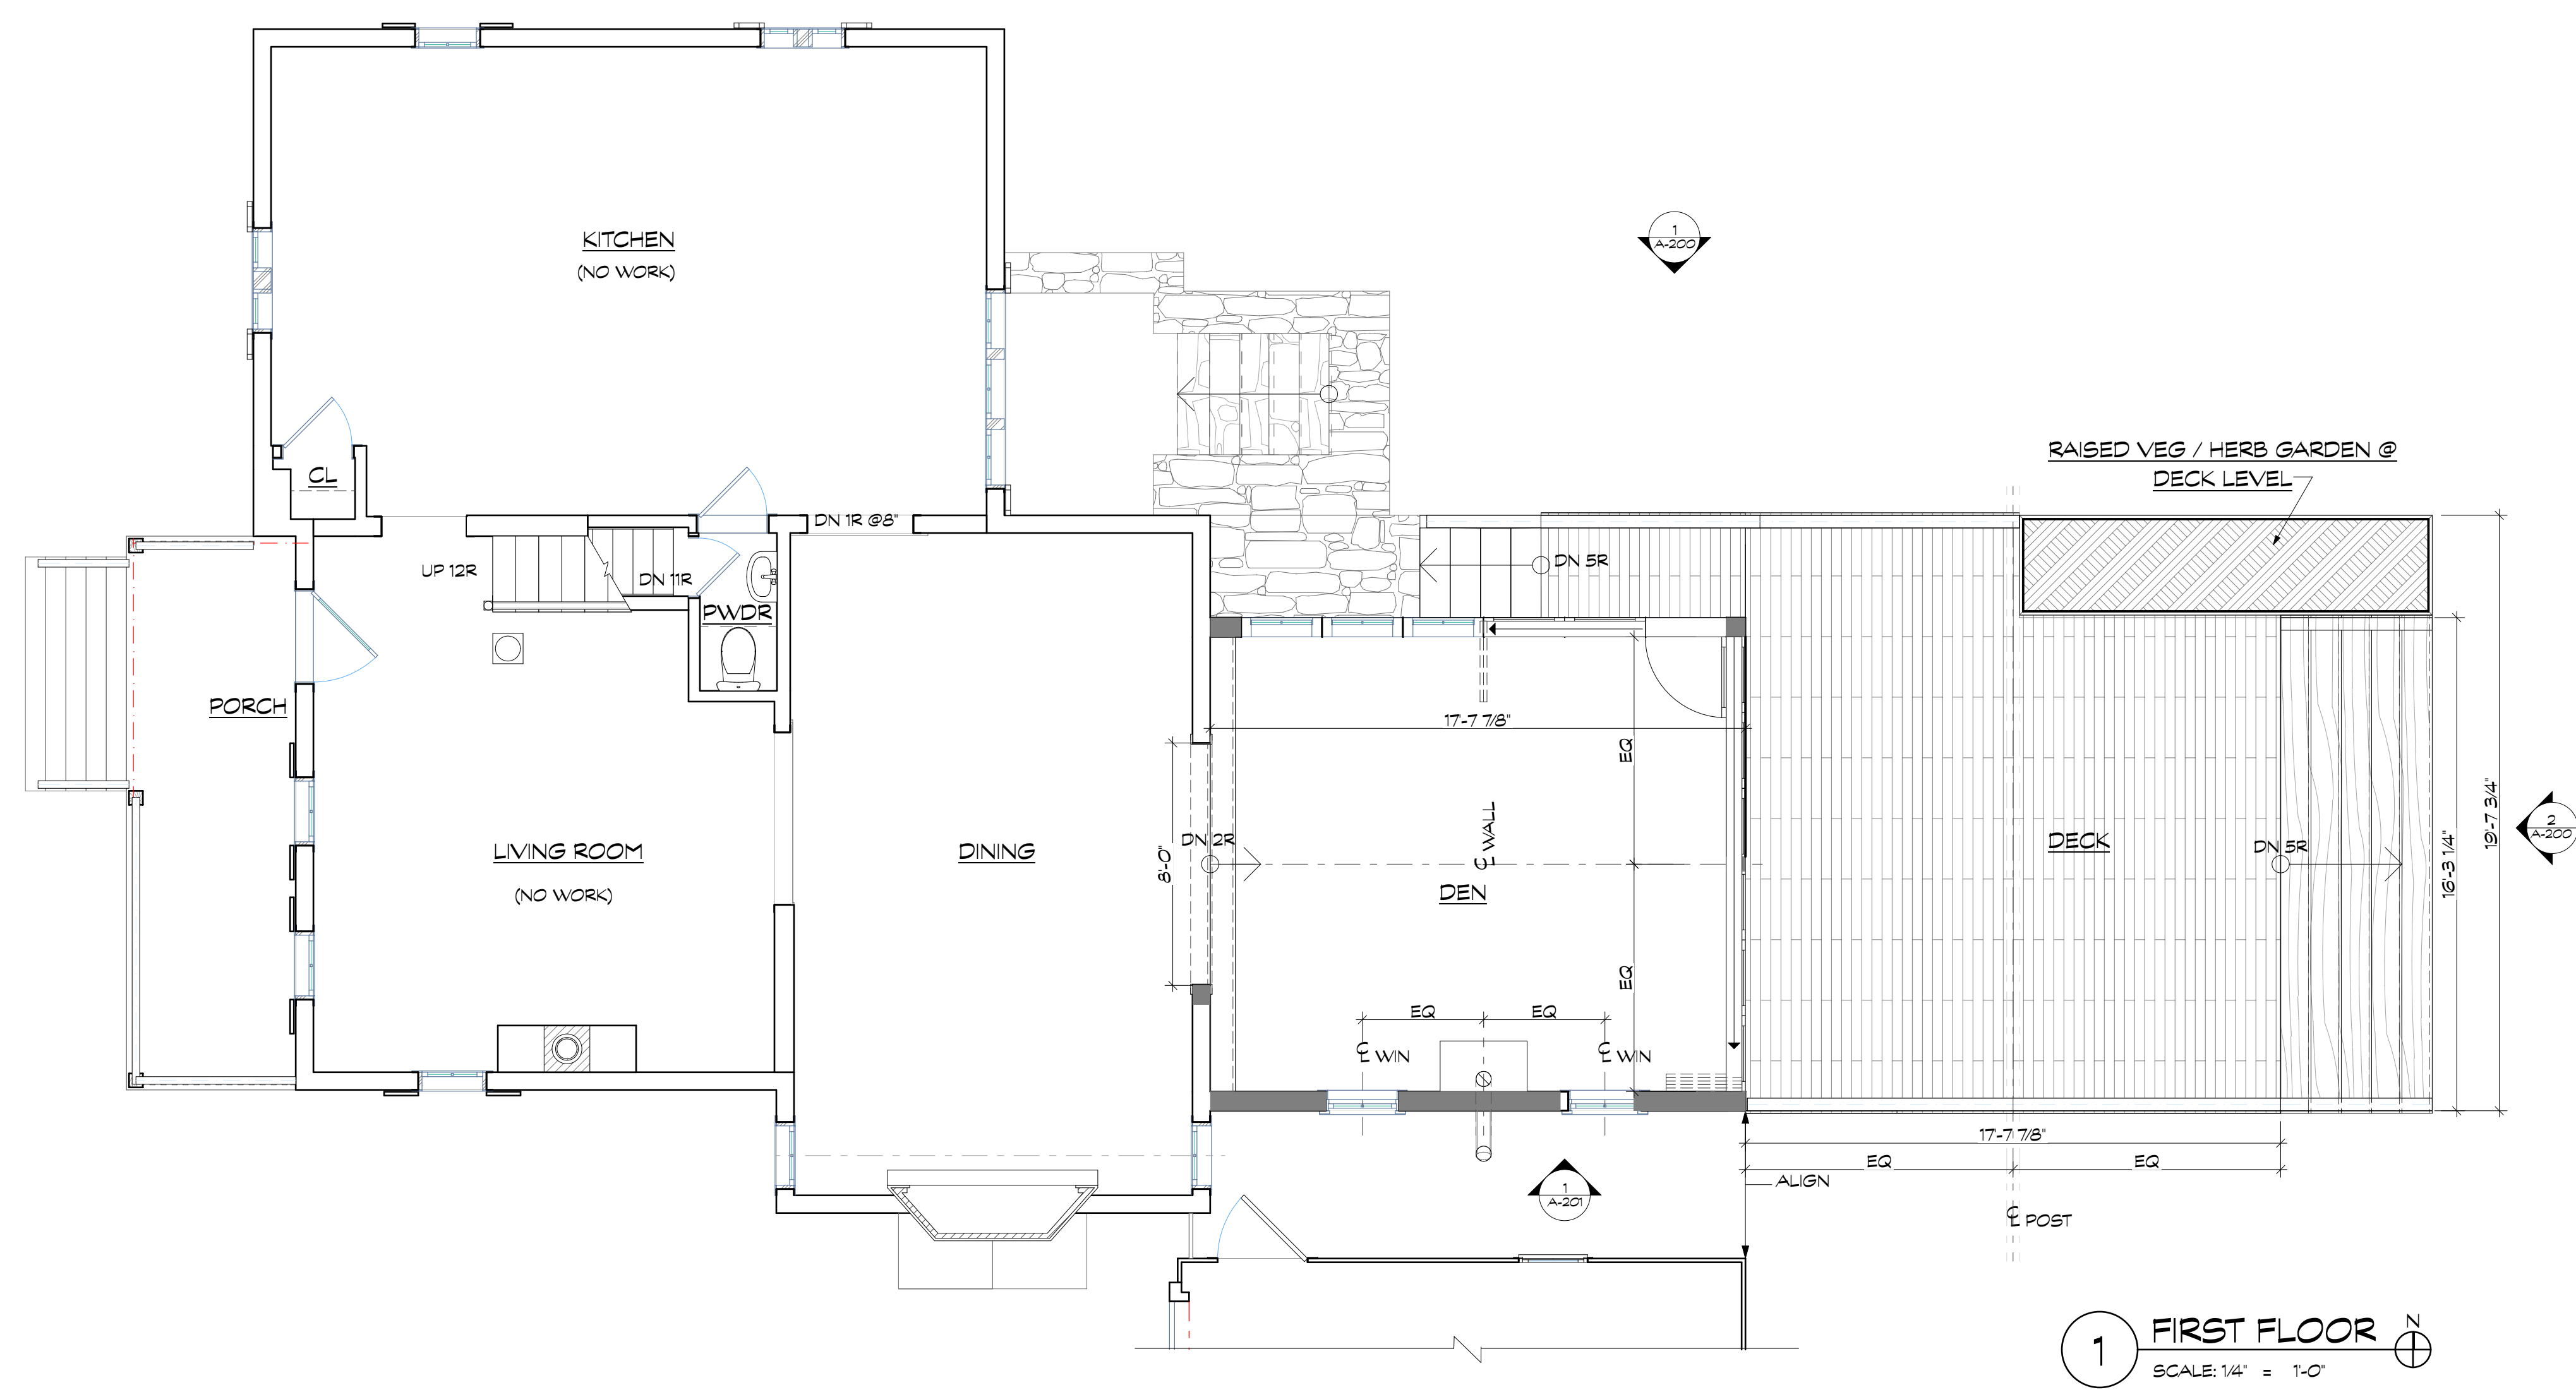 KITCHEN
(NO WORK)
1
A-200
RAISED VEG / HERB GARDEN @
DECK LEVEL
CL
DN 1R @8"
UP 12R
DN 11R
PWDR
DN 5R
PORCH
17-7 7/8"
EQ
LIVING ROOM
(NO WORK)
DINING
8'-0"
DN 2R
℄ WALL
DEN
EQ
DECK
DN 5R
16'-3 1/4"
19'-7 3/4"
2
A-200
EQ
EQ
℄ WIN
℄ WIN
17'-7 7/8"
EQ
EQ
ALIGN
1
A-201
℄ POST
1
FIRST FLOOR
N
SCALE: 1/4" = 1'-0"